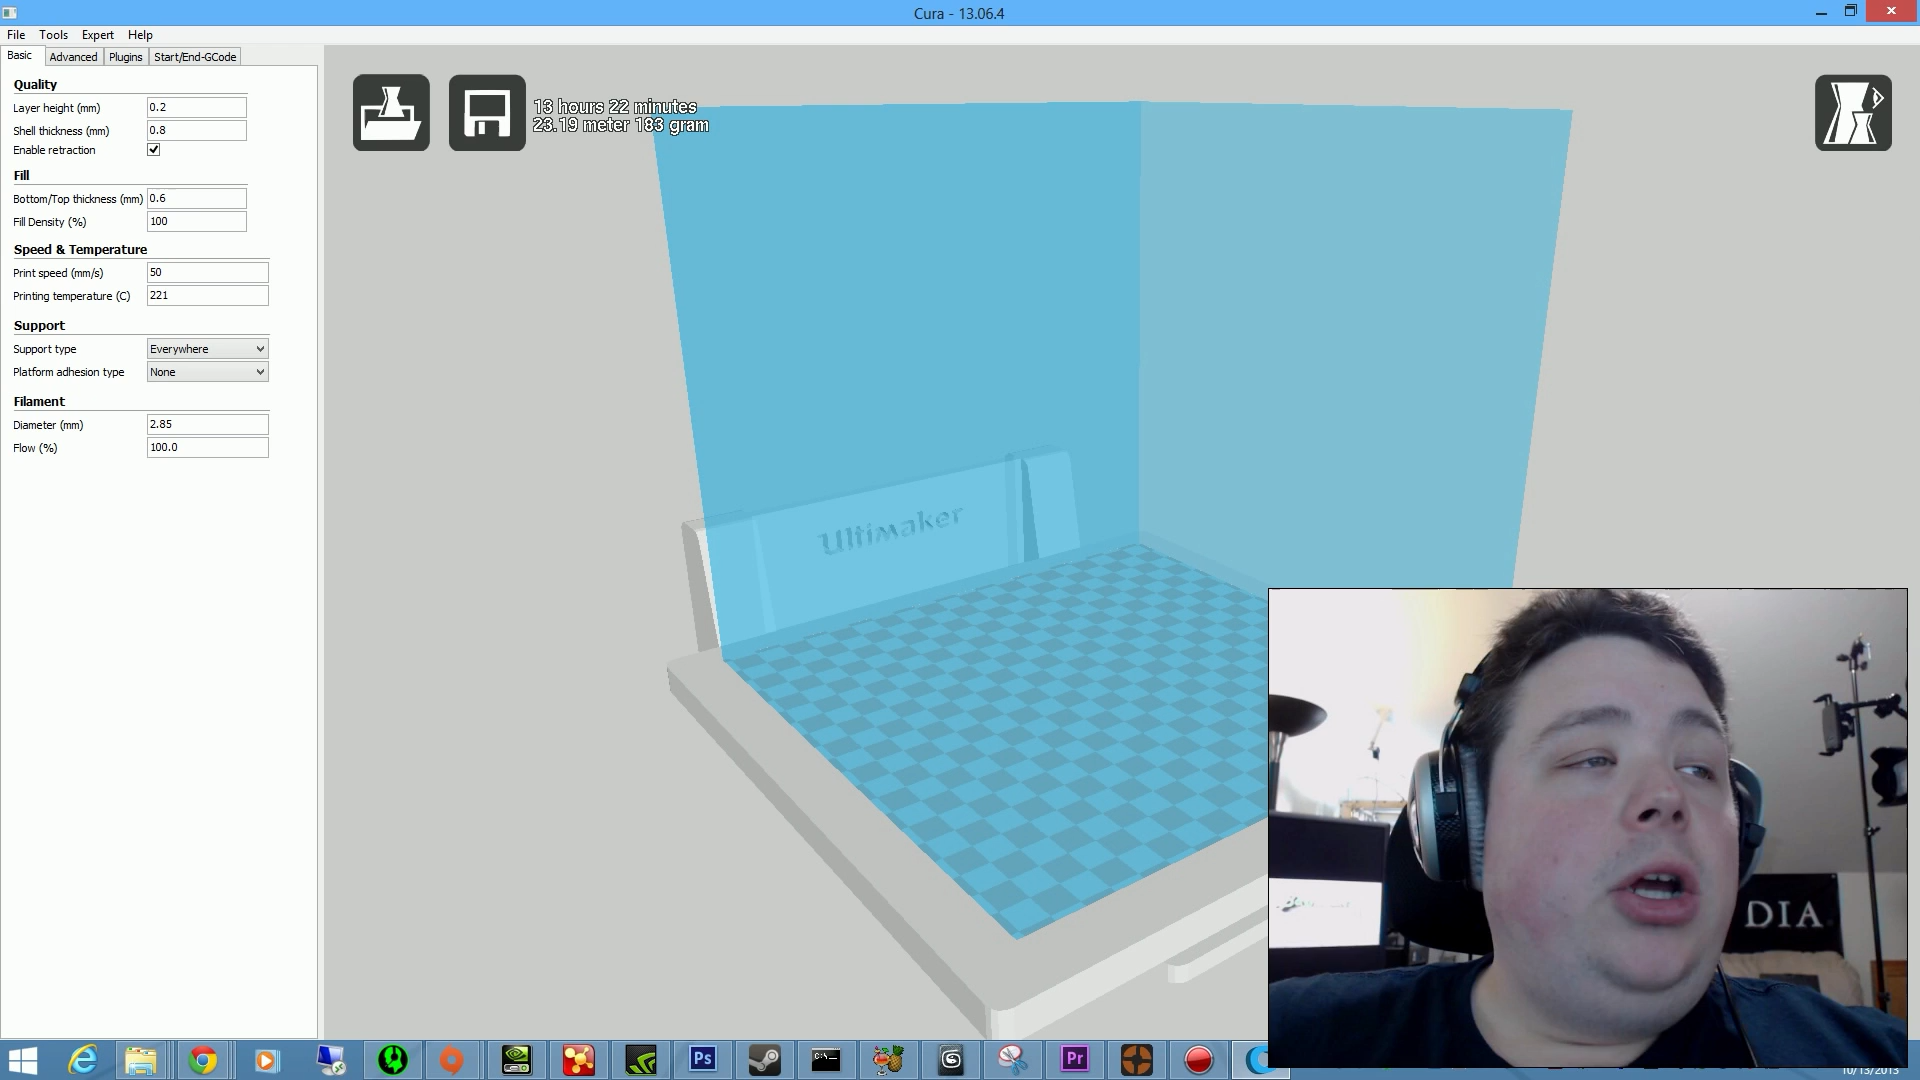 Cura - 13.06.4
File Tools Expert Help
Basic Advanced Plugins Start/End-GCode
Quality
Layer height (mm) 0.2
Shell thickness (mm) 0.8
Enable retraction
Fill
Bottom/Top thickness (mm) 0.6
Fill Density (%) 100
Speed & Temperature
Print speed (mm/s) 50
Printing temperature (C) 221
Support
Support type Everywhere
Platform adhesion type None
Filament
Diameter (mm) 2.85
Flow (%) 100.0
13 hours 22 minutes
23.19 meter 183 gram
Ultimaker
DIA
Ps
C:\
Pr
10/13/2013